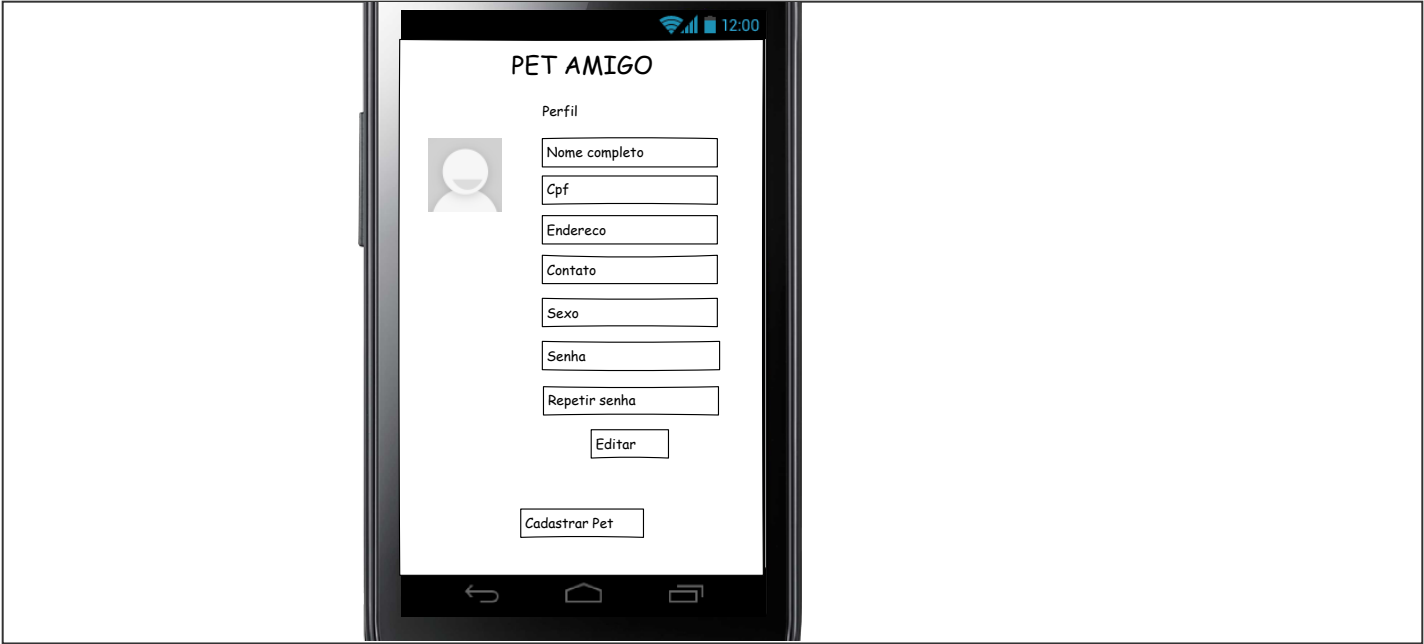 12:00
PET AMIGO
Perfil
Nome completo
Cpf
Endereco
Contato
Sexo
Senha
Repetir senha
Editar
Cadastrar Pet